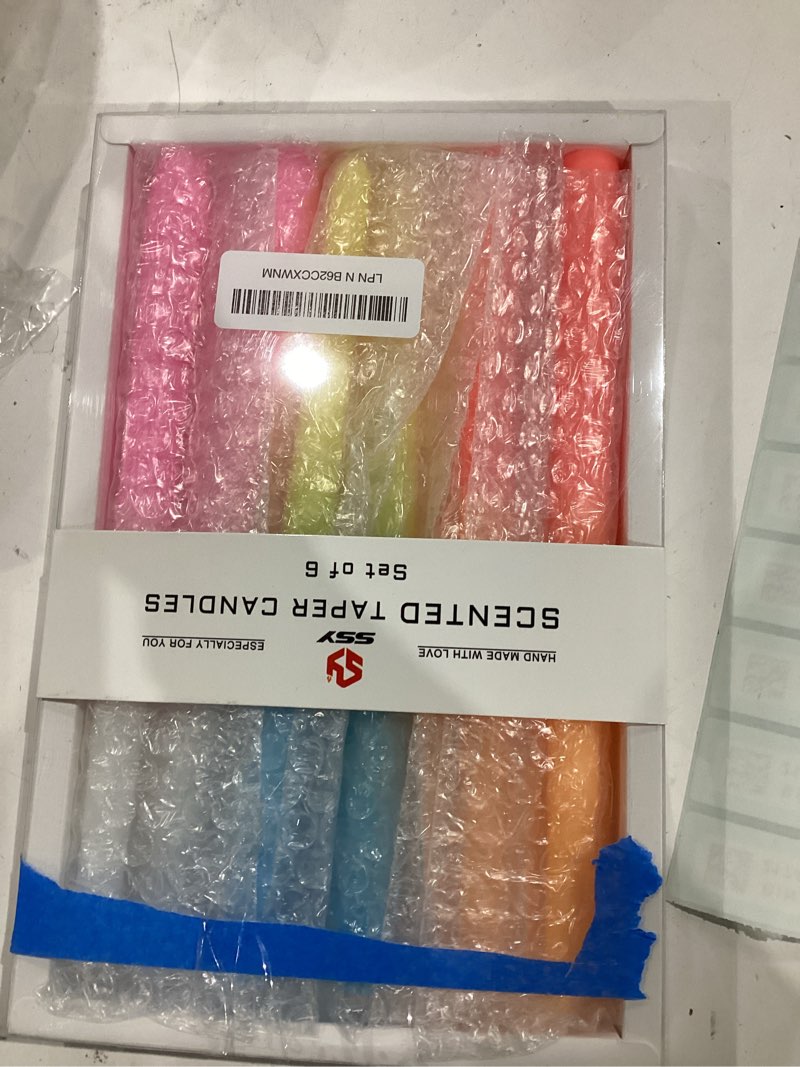 HAND MADE WITH LOVE
SSY
ESPECIALLY FOR YOU
SCENTED TAPER CANDLES
Set of 6
LPN N B62CCXWNM